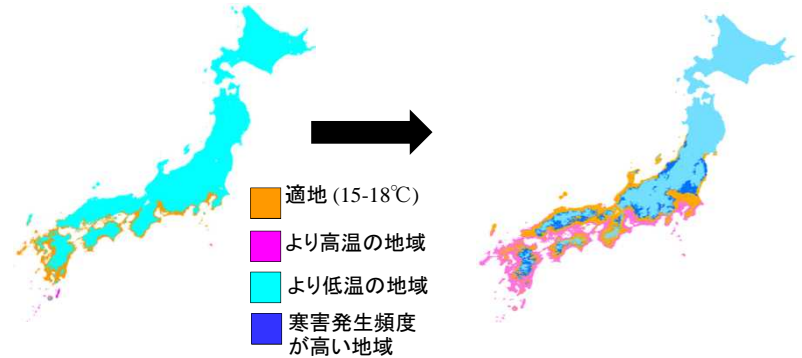 適地 (15-18℃)
より高温の地域
より低温の地域
寒害発生頻度
が高い地域